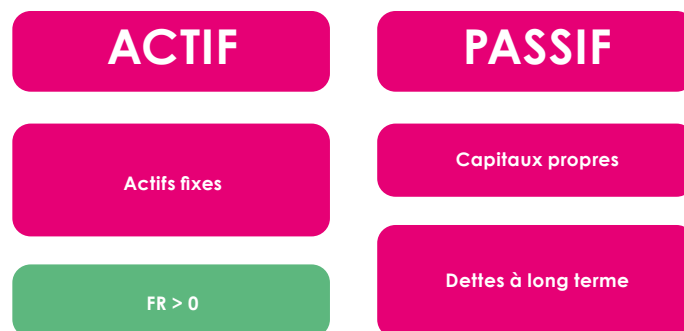 ACTIF
PASSIF
Actifs fixes
Capitaux propres
FR > 0
Dettes à long terme